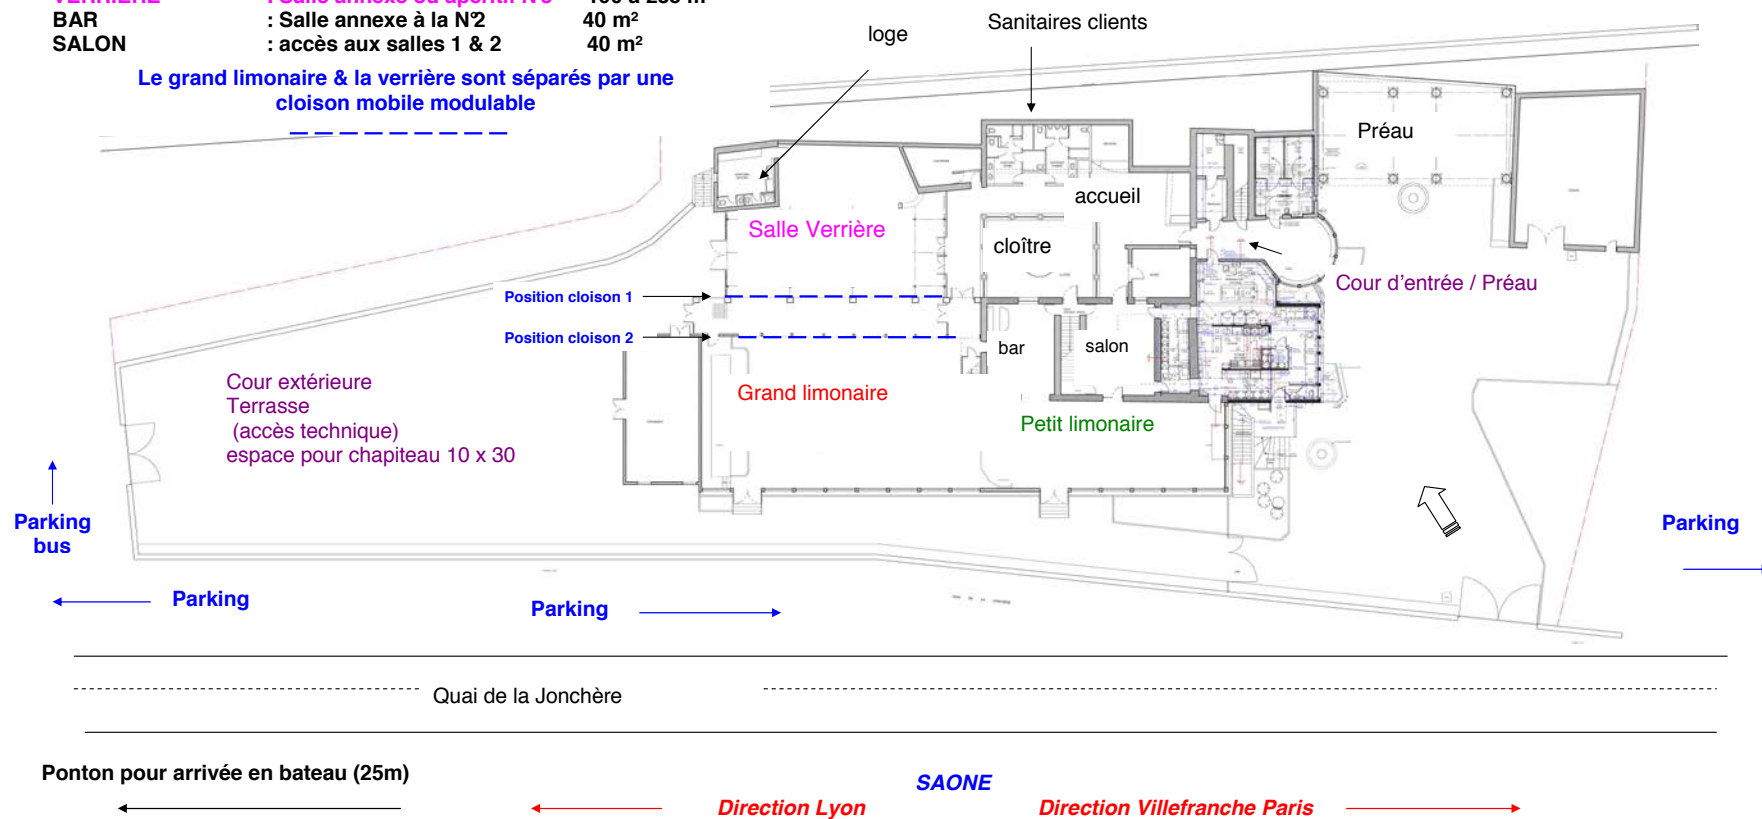 BAR : Salle annexe à la N°2 40 m²
SALON : accès aux salles 1 & 2 40 m²
Le grand limonaire & la verrière sont séparés par une
cloison mobile modulable
loge
Sanitaires clients
Préau
accueil
Salle Verrière
cloître
Cour d'entrée / Préau
Position cloison 1
Position cloison 2
bar
salon
Cour extérieure
Terrasse
(accès technique)
espace pour chapiteau 10 x 30
Grand limonaire
Petit limonaire
Parking
bus
Parking
Parking
Parking
Quai de la Jonchère
Ponton pour arrivée en bateau (25m)
SAONE
Direction Lyon
Direction Villefranche Paris